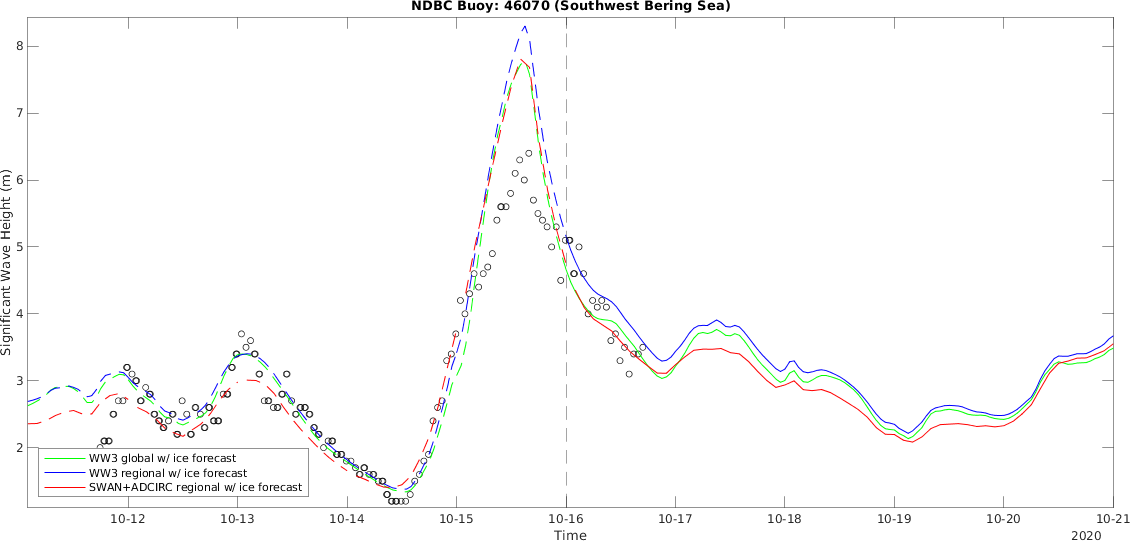 NDBC Buoy: 46070 (Southwest Bering Sea)
Significant Wave Height (m)
8
7
6
5
4
3
2
WW3 global w/ ice forecast
WW3 regional w/ ice forecast
SWAN+ADCIRC regional w/ ice forecast
10-12 10-13 10-14 10-15 10-16 10-17 10-18 10-19 10-20 10-21
Time
2020